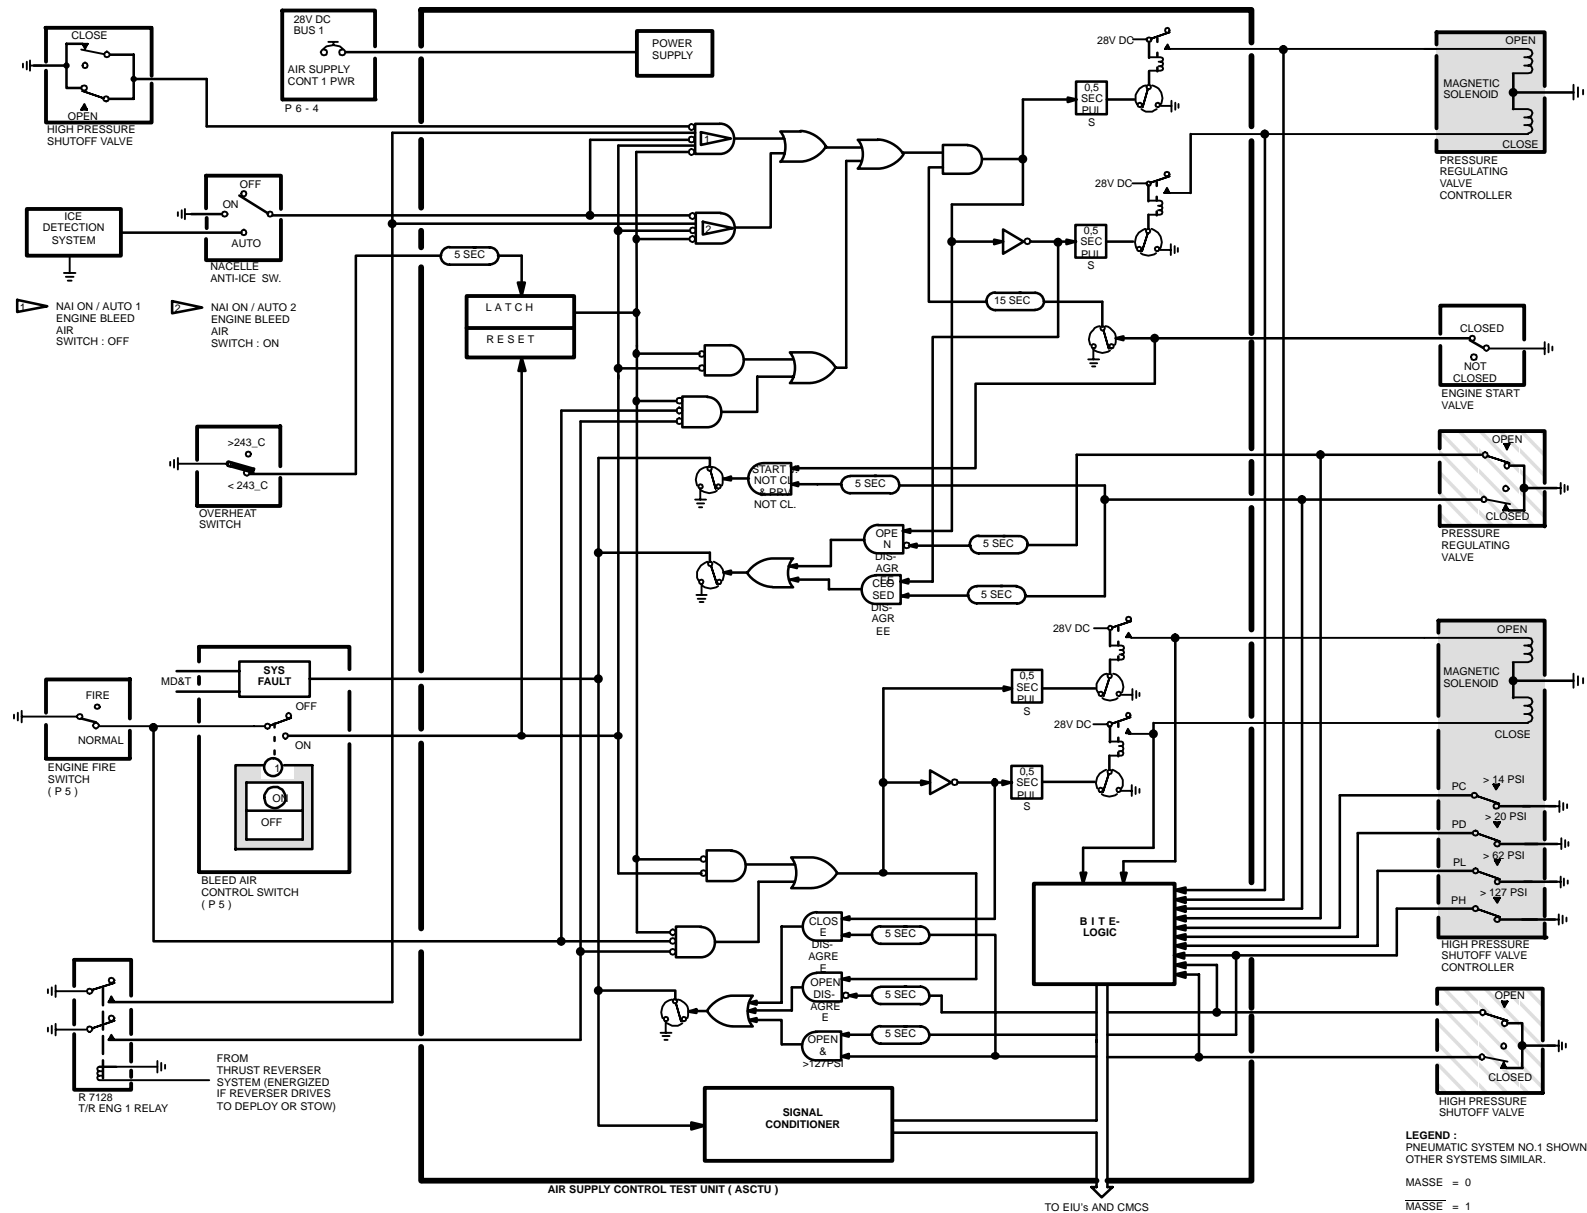 CLOSE
OPEN
HIGH PRESSURE
SHUTOFF VALVE
28V DC
BUS 1
AIR SUPPLY
CONT 1 PWR
P 6 - 4
POWER
SUPPLY
28V DC
0,5
SEC
PUL
S
OPEN
MAGNETIC
SOLENOID
CLOSE
PRESSURE
REGULATING
VALVE
CONTROLLER
1
2
28V DC
0,5
SEC
PUL
S
OFF
ON
AUTO
NACELLE
ANTI-ICE SW.
ICE
DETECTION
SYSTEM
5 SEC
1 NAI ON / AUTO 1
ENGINE BLEED
AIR
SWITCH : OFF
2 NAI ON / AUTO 2
ENGINE BLEED
AIR
SWITCH : ON
L A T C H
R E S E T
15 SEC
CLOSED
NOT
CLOSED
ENGINE START
VALVE
>243_C
< 243_C
OVERHEAT
SWITCH
START
NOT CL
& PRV
NOT CL.
5 SEC
OPEN
CLOSED
PRESSURE
REGULATING
VALVE
OPE
N
DIS-
AGR
5 SEC
CLO
SED
DIS-
AGR
EE
5 SEC
28V DC
0,5
SEC
PUL
S
28V DC
0,5
SEC
PUL
S
OPEN
MAGNETIC
SOLENOID
CLOSE
PC > 14 PSI
PD > 20 PSI
PL > 62 PSI
PH > 127 PSI
HIGH PRESSURE
SHUTOFF VALVE
CONTROLLER
MD&T
SYS
FAULT
OFF
ON
1
ON
OFF
BLEED AIR
CONTROL SWITCH
( P 5 )
FIRE
NORMAL
ENGINE FIRE
SWITCH
( P 5 )
B I T E-
LOGIC
CLOS
E
DIS-
AGRE
E
5 SEC
OPEN
DIS-
AGRE
E
5 SEC
OPEN
&
>127PSI
5 SEC
OPEN
CLOSED
HIGH PRESSURE
SHUTOFF VALVE
R 7128
T/R ENG 1 RELAY
FROM
THRUST REVERSER
SYSTEM (ENERGIZED
IF REVERSER DRIVES
TO DEPLOY OR STOW)
SIGNAL
CONDITIONER
AIR SUPPLY CONTROL TEST UNIT ( ASCTU )
TO EIU's AND CMCS
LEGEND :
PNEUMATIC SYSTEM NO.1 SHOWN
OTHER SYSTEMS SIMILAR.
MASSE = 0
MASSE = 1